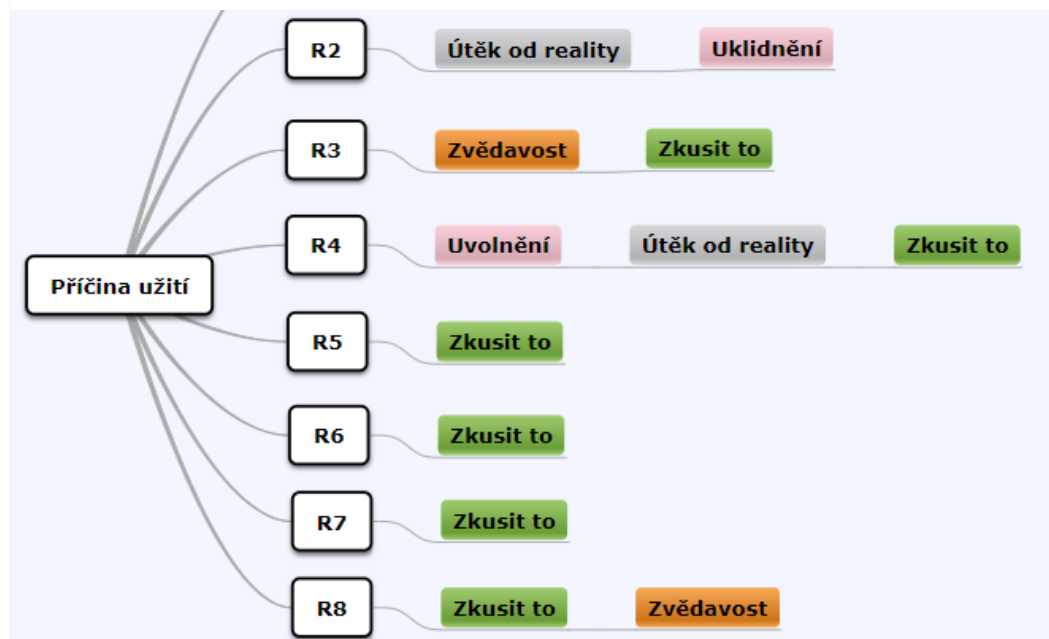 R2 Útěk od reality Uklidnění
R3 Zvědavost Zkusit to
R4 Uvolnění Útěk od reality Zkusit to
Příčina užití
R5 Zkusit to
R6 Zkusit to
R7 Zkusit to
R8 Zkusit to Zvědavost